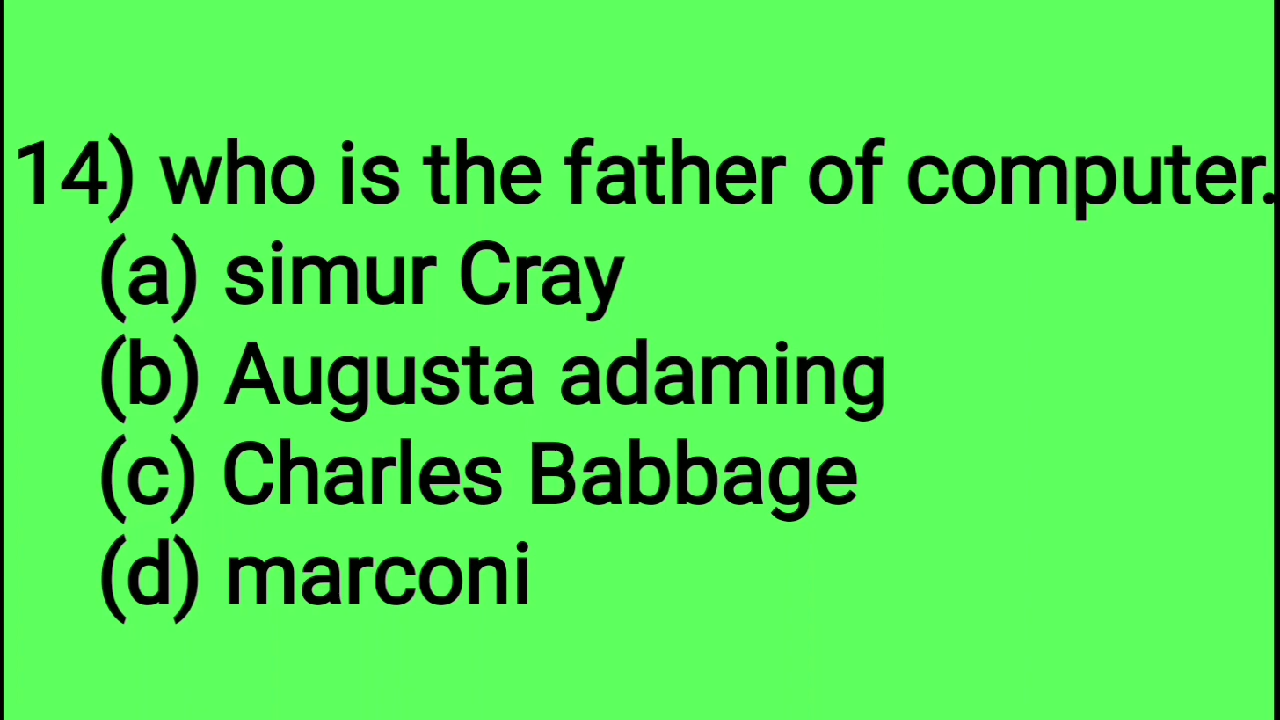 14) who is the father of computer.
(a) simur Cray
(b) Augusta adaming
(c) Charles Babbage
(d) marconi